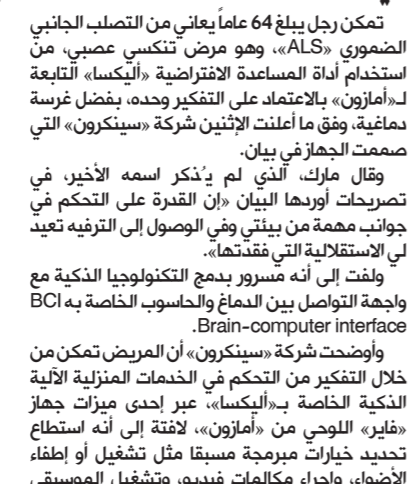 تمكن رجل يبلغ 64 عاماً يعاني من التصلب الجانبي
الضموري «ALS»، وهو مرض تنكسي عصبي، من
استخدام أداة المساعدة الافتراضية «أليكسا» التابعة
لـ«أمازون» بالاعتماد على التفكير وحده، بفضل غرسة
دماغية، وفق ما أعلنت الإثنين شركة «سينكرون» التي
صممت الجهاز في بيان.
وقال مارك، الذي لم يُذكر اسمه الأخير، في
تصريحات أوردها البيان «إن القدرة على التحكم في
جوانب مهمة من بيئتي وفي الوصول إلى الترفيه تعيد
لي الاستقلالية التي فقدتها».
ولفت إلى أنه مسرور بدمج التكنولوجيا الذكية مع
واجهة التواصل بين الدماغ والحاسوب الخاصة به BCI
Brain-computer interface.
وأوضحت شركة «سينكرون» أن المريض تمكن من
خلال التفكير من التحكم في الخدمات المنزلية الآلية
الذكية الخاصة بـ«أليكسا»، عبر إحدى ميزات جهاز
«فاير» اللوحي من «أمازون»، لافتة إلى أنه استطاع
تحديد خيارات مبرمجة مسبقا مثل تشغيل أو إطفاء
الأضواء، وإجراء مكالمات فيديو، وتشغيل الموسيقى